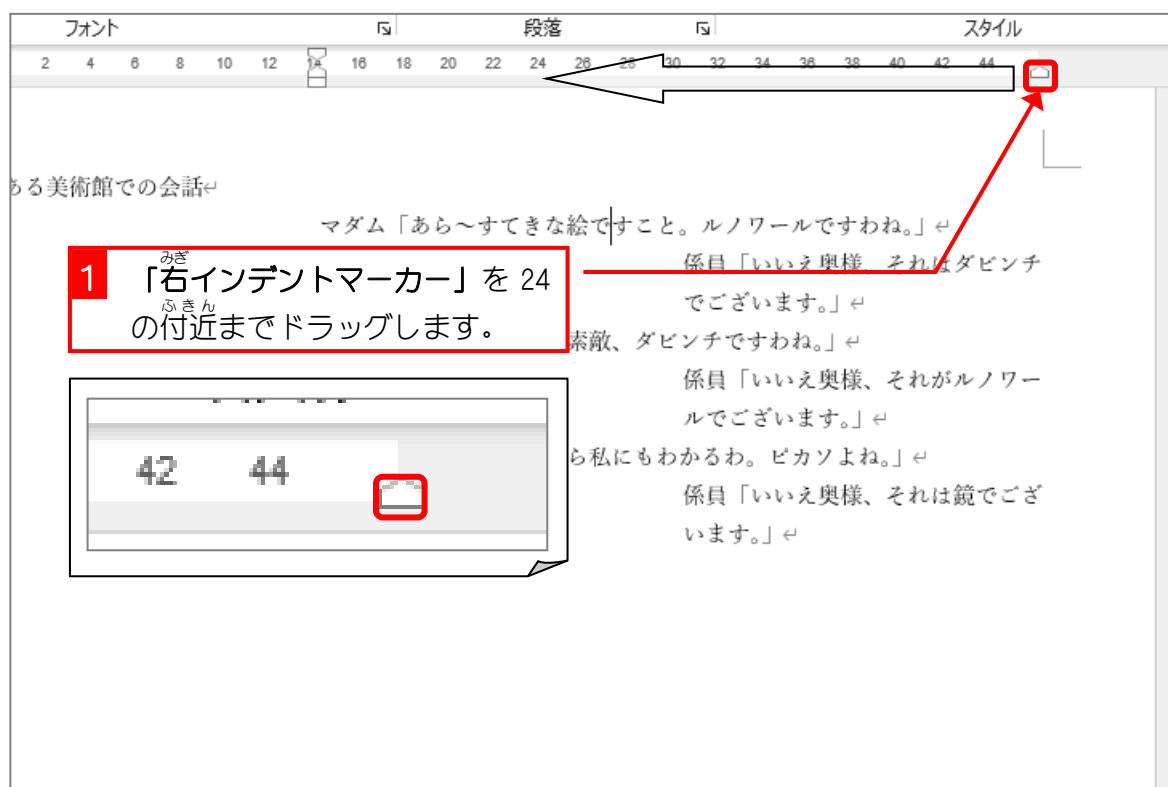 フォント 段落 スタイル
2 4 6 8 10 12 14 16 18 20 22 24 26 28 30 32 34 36 38 40 42 44
ある美術館での会話↵
マダム「あら～すてきな絵ですこと。ルノワールですわね。」↵
係員「いいえ奥様、それはダビンチ
でございます。」↵
1 「右インデントマーカー」を 24
みぎ
の付近までドラッグします。
ふきん
素敵、ダビンチですわね。」↵
係員「いいえ奥様、それがルノワー
ルでございます。」↵
ら私にもわかるわ。ピカソよね。」↵
係員「いいえ奥様、それは鏡でござ
います。」↵
42 44